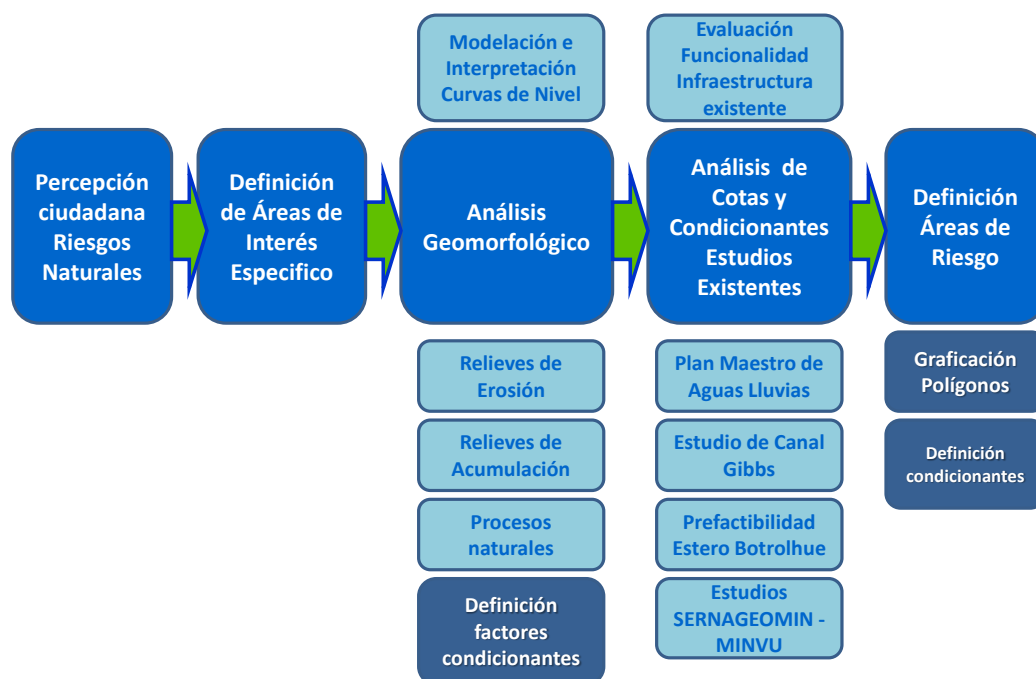 Modelación e
Interpretación
Curvas de Nivel
Evaluación
Funcionalidad
Infraestructura
existente
Percepción
ciudadana
Riesgos
Naturales
Definición
de Áreas de
Interés
Especifico
Análisis
Geomorfológico
Análisis de
Cotas y
Condicionantes
Estudios
Existentes
Definición
Áreas de
Riesgo
Relieves de
Erosión
Relieves de
Acumulación
Procesos
naturales
Definición
factores
condicionantes
Plan Maestro de
Aguas Lluvias
Estudio de Canal
Gibbs
Prefactibilidad
Estero Botrolhue
Estudios
SERNAGEOMIN -
MINVU
Graficación
Polígonos
Definición
condicionantes